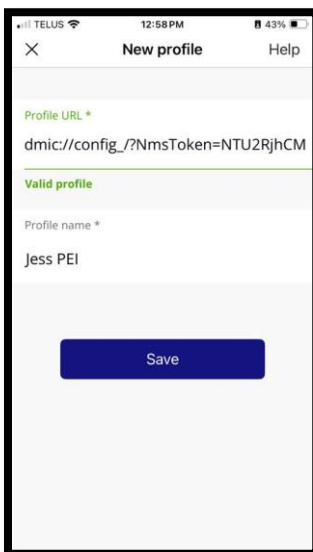 TELUS 12:58 PM 43%
New profile Help
Profile URL *
dmic://config_/?NmsToken=NTU2RjhCM
Valid profile
Profile name *
Jess PEI
Save